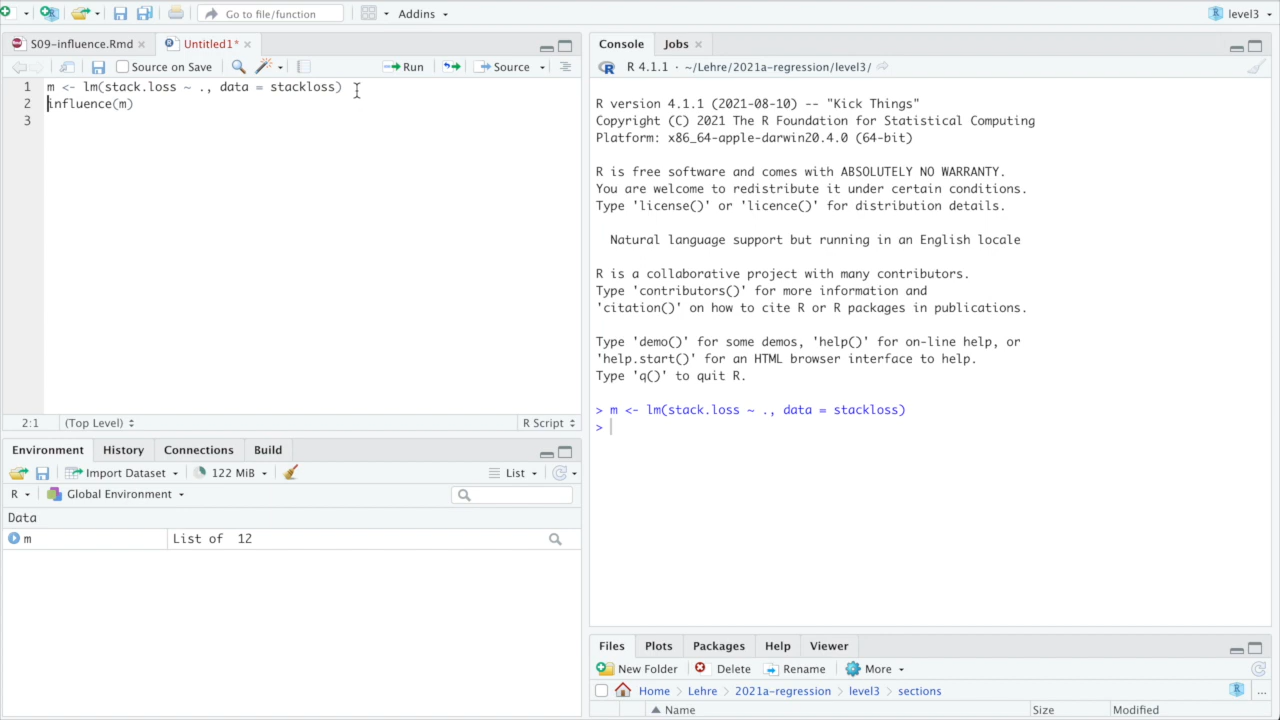 Go to file/function
Addins
level3
S09-influence.Rmd
Untitled1*
Source on Save
Run
Source
1 m <- lm(stack.loss ~ ., data = stackloss)
2 influence(m)
3
2:1
(Top Level)
R Script
Environment
History
Connections
Build
Import Dataset
122 MiB
List
R
Global Environment
Data
m
List of  12
Console
Jobs
R 4.1.1 · ~/Lehre/2021a-regression/level3/
R version 4.1.1 (2021-08-10) -- "Kick Things"
Copyright (C) 2021 The R Foundation for Statistical Computing
Platform: x86_64-apple-darwin20.4.0 (64-bit)
R is free software and comes with ABSOLUTELY NO WARRANTY.
You are welcome to redistribute it under certain conditions.
Type 'license()' or 'licence()' for distribution details.
Natural language support but running in an English locale
R is a collaborative project with many contributors.
Type 'contributors()' for more information and
'citation()' on how to cite R or R packages in publications.
Type 'demo()' for some demos, 'help()' for on-line help, or
'help.start()' for an HTML browser interface to help.
Type 'q()' to quit R.
> m <- lm(stack.loss ~ ., data = stackloss)
>
Files
Plots
Packages
Help
Viewer
New Folder
Delete
Rename
More
Home > Lehre > 2021a-regression > level3 > sections
...
Name
Size
Modified